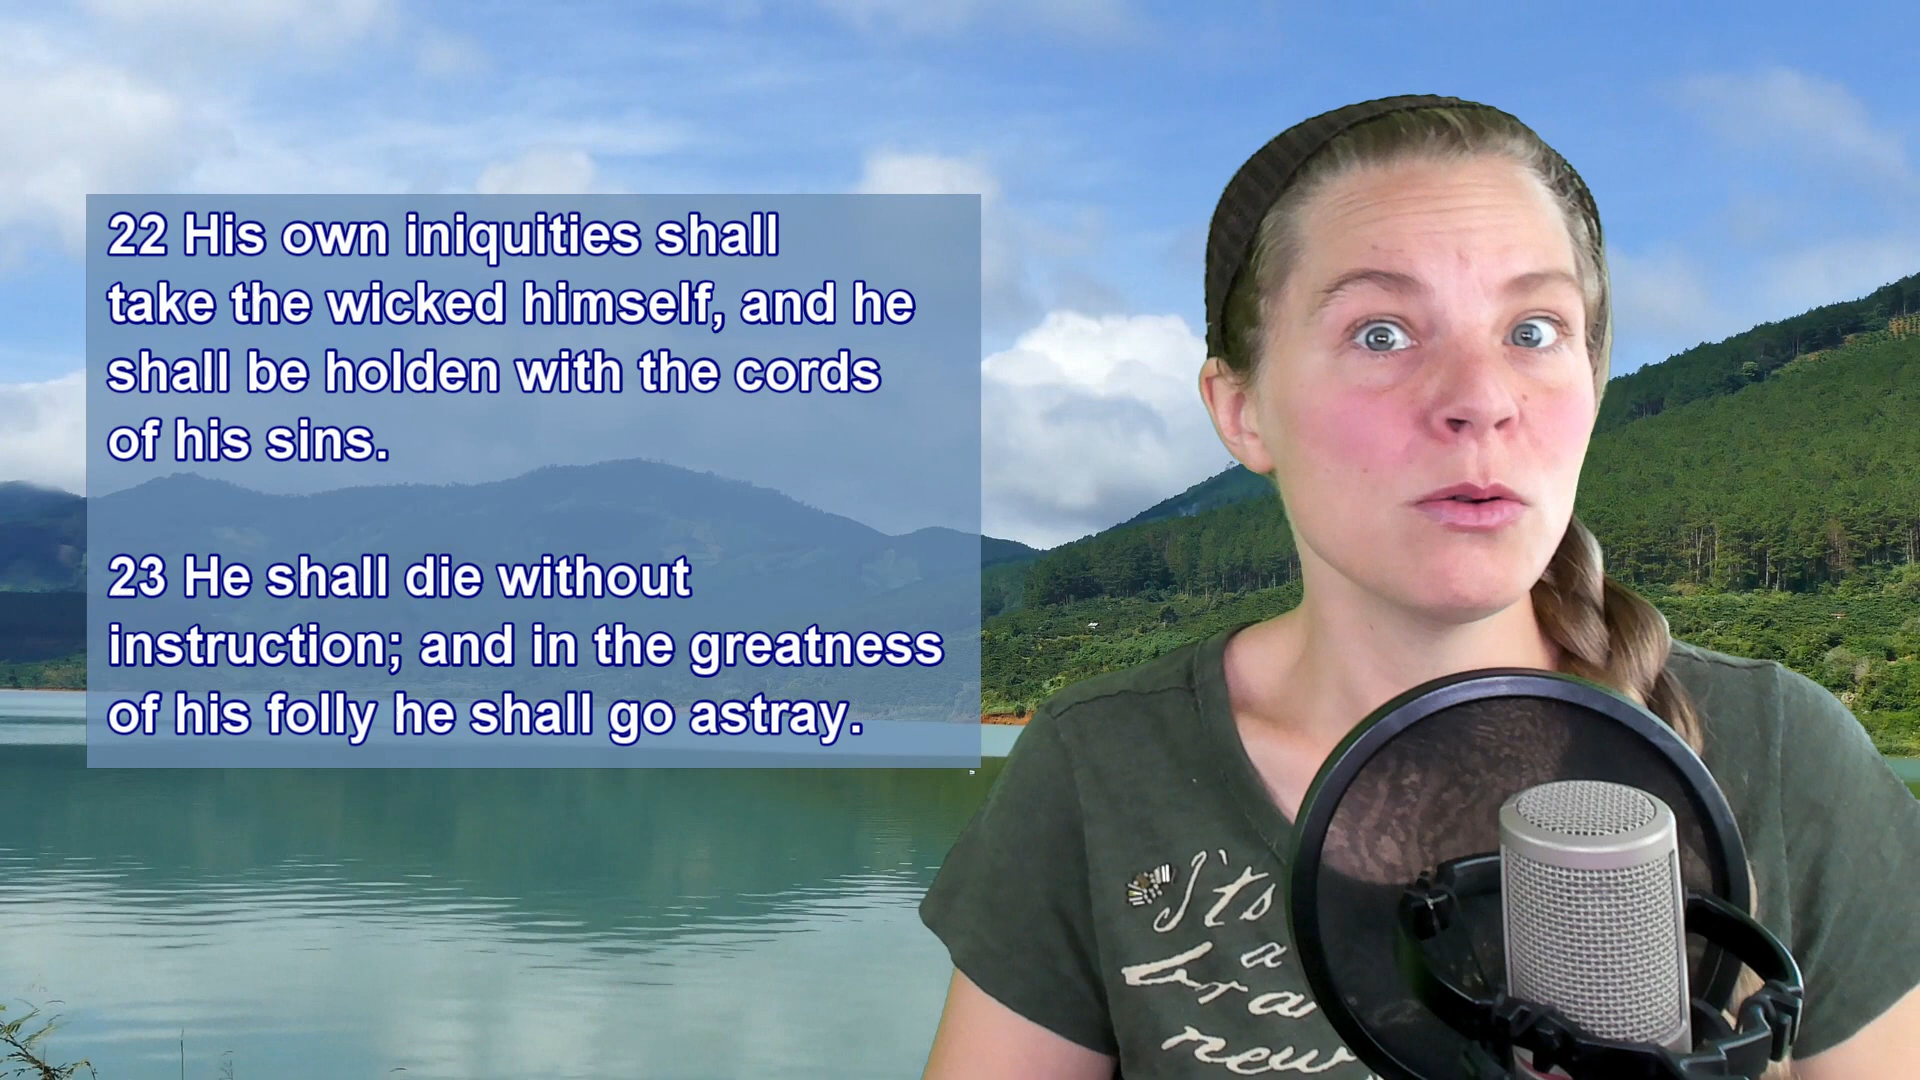 22 His own iniquities shall
take the wicked himself, and he
shall be holden with the cords
of his sins.
23 He shall die without
instruction; and in the greatness
of his folly he shall go astray.
It's
a
new